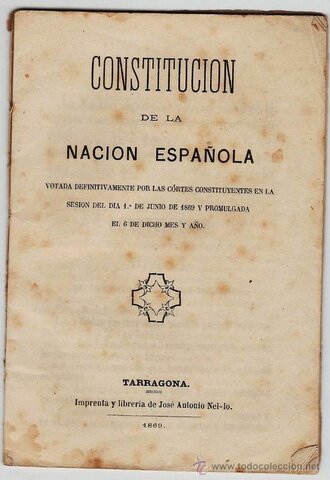 CONSTITUCION
DE LA
NACION ESPAÑOLA
VOTADA DEFINITIVAMENTE POR LAS CÓRTES CONSTITUYENTES EN LA
SESION DEL DIA 1.º DE JUNIO DE 1869 Y PROMULGADA
EL 6 DE DICHO MES Y AÑO.
TARRAGONA.
Imprenta y librería de José Antonio Nel-lo.
1869.
todocoleccion.net